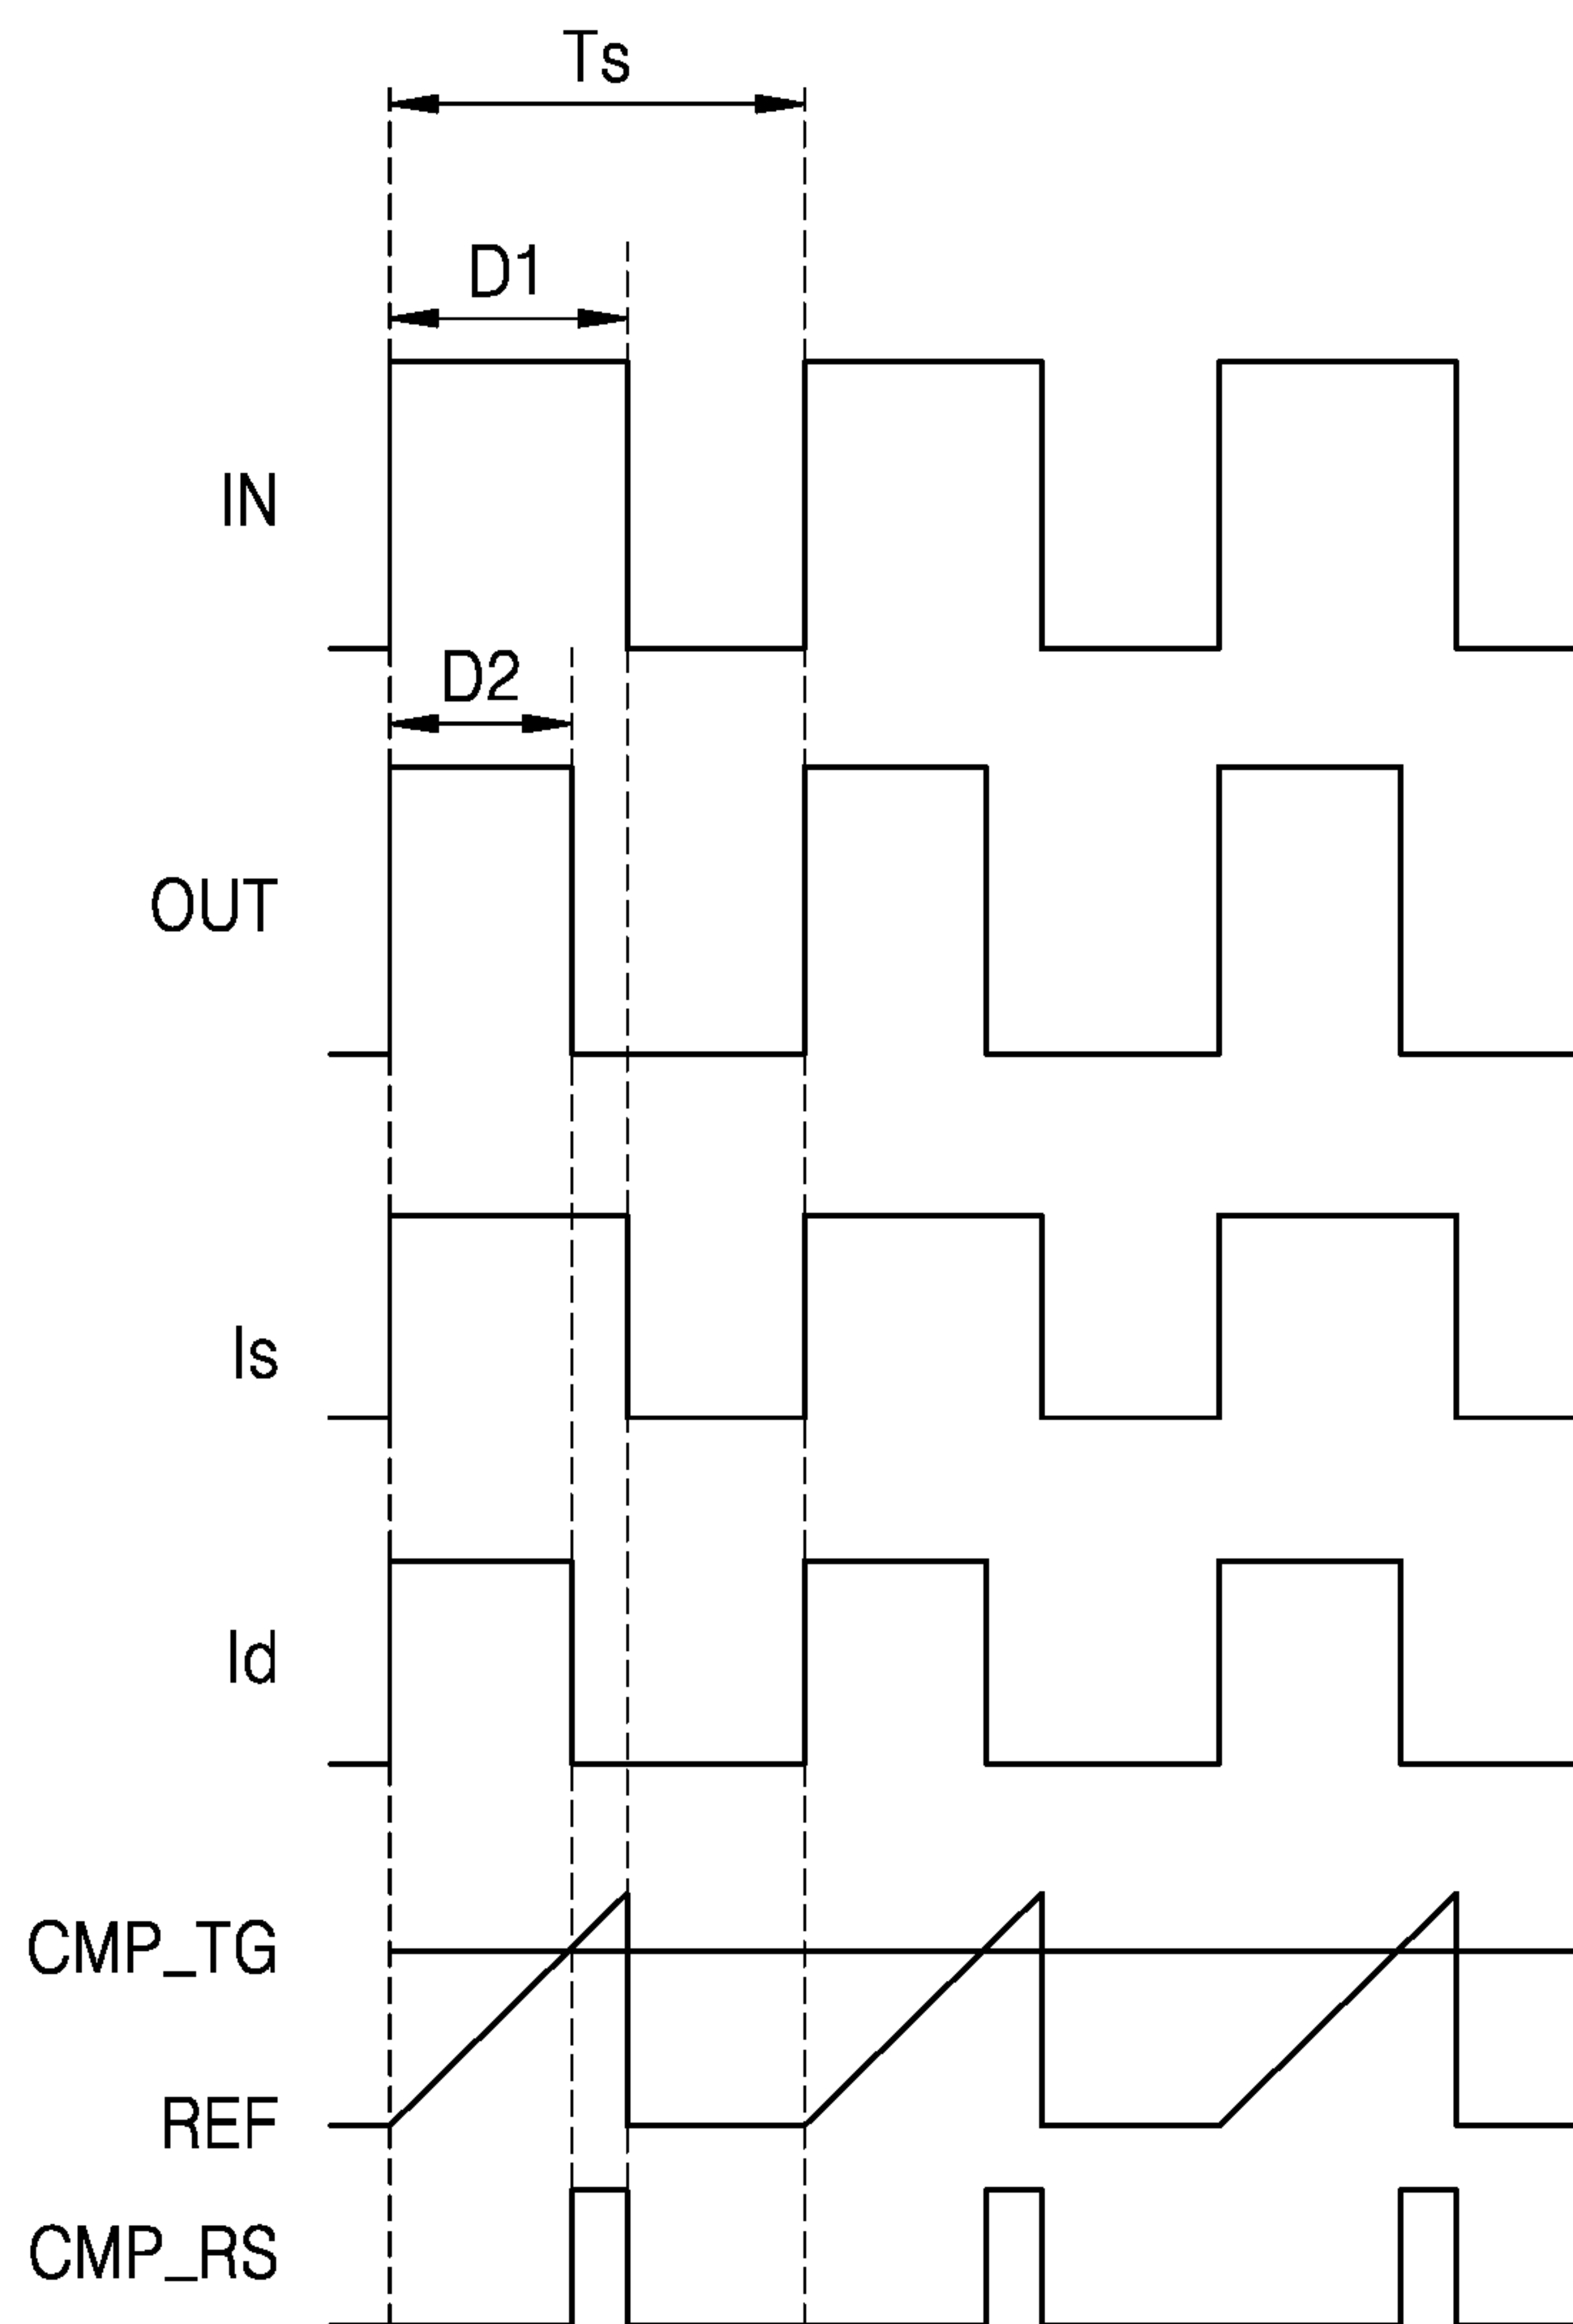 Ts
D1
IN
D2
OUT
Is
Id
CMP_TG
REF
CMP_RS